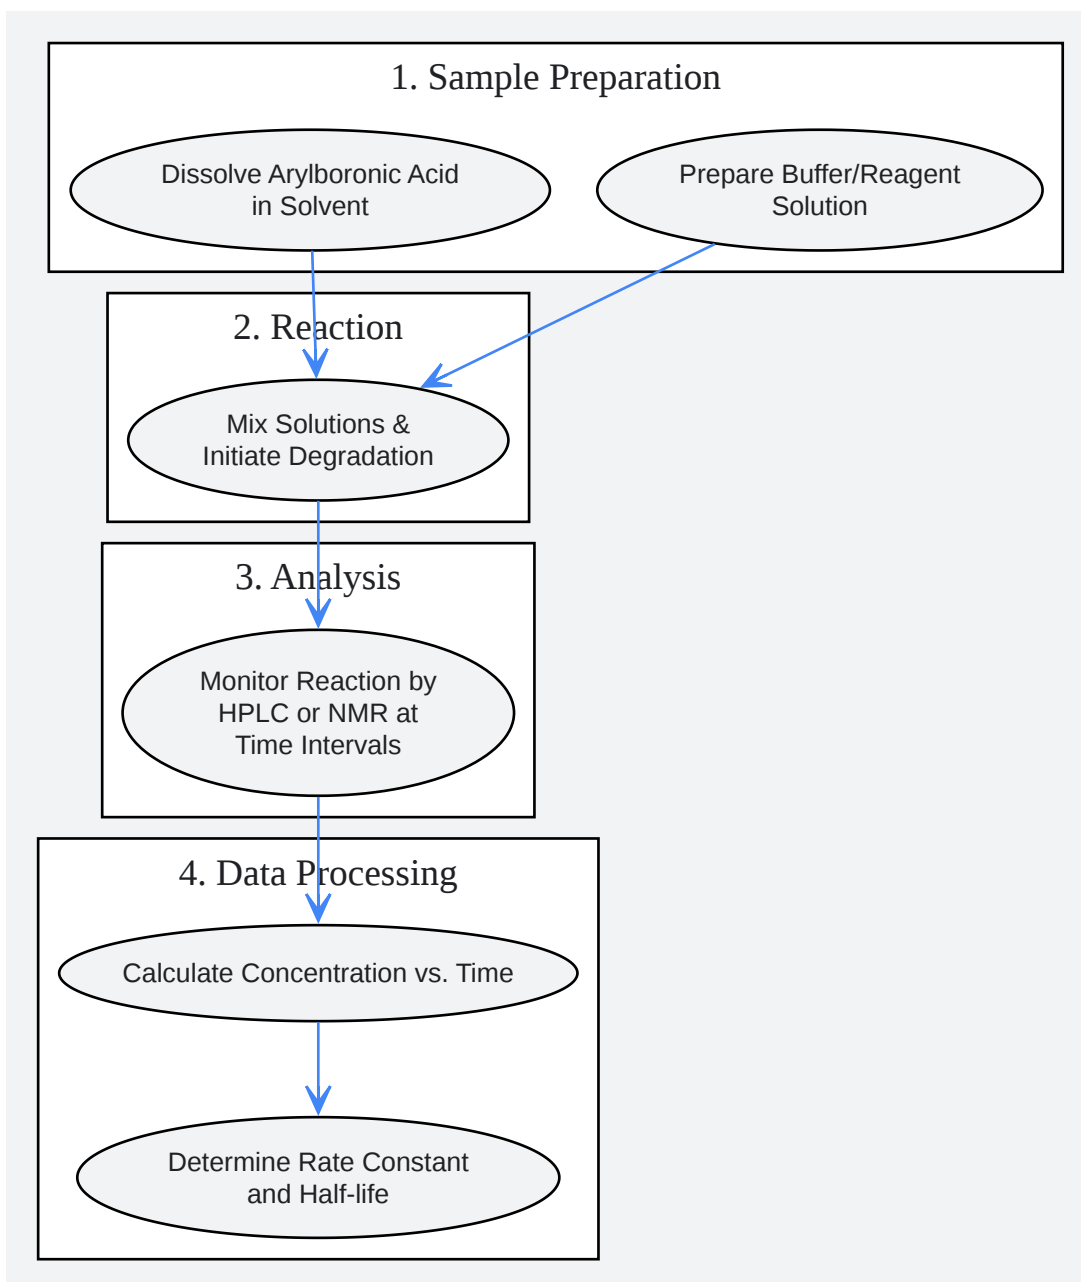 1. Sample Preparation
Dissolve Arylboronic Acid
in Solvent
Prepare Buffer/Reagent
Solution
2. Reaction
Mix Solutions &
Initiate Degradation
3. Analysis
Monitor Reaction by
HPLC or NMR at
Time Intervals
4. Data Processing
Calculate Concentration vs. Time
Determine Rate Constant
and Half-life